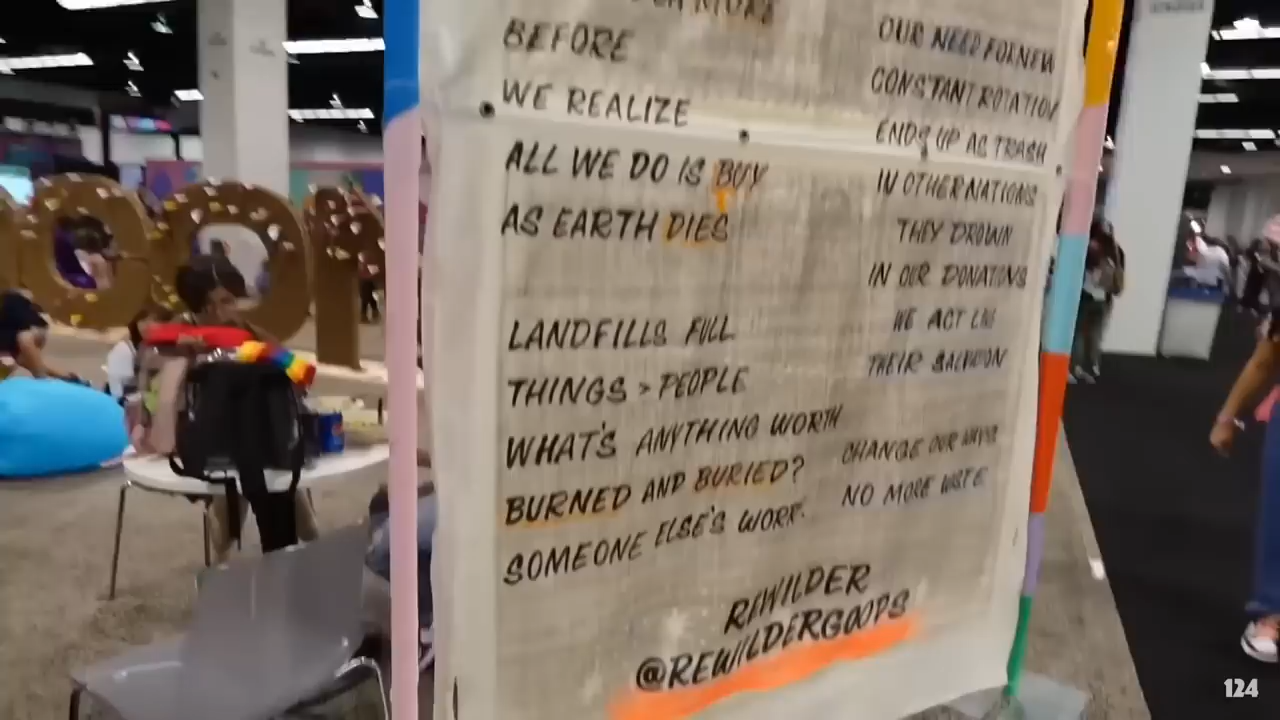 BEFORE
WE REALIZE
ALL WE DO IS BUY
AS EARTH DIES
LANDFILLS FULL
THINGS > PEOPLE
WHAT'S ANYTHING WORTH
BURNED AND BURIED?
SOMEONE ELSE'S WORK.
OUR NEED FOR NEW
CONSTANT ROTATION
ENDS UP AS TRASH
IN OTHER NATIONS
THEY DROWN
IN OUR DONATIONS
WE ACT LIKE
THEIR SALVATION
CHANGE OUR WAYS
NO MORE WASTE
REWILDER
@REWILDERGOOPS
124